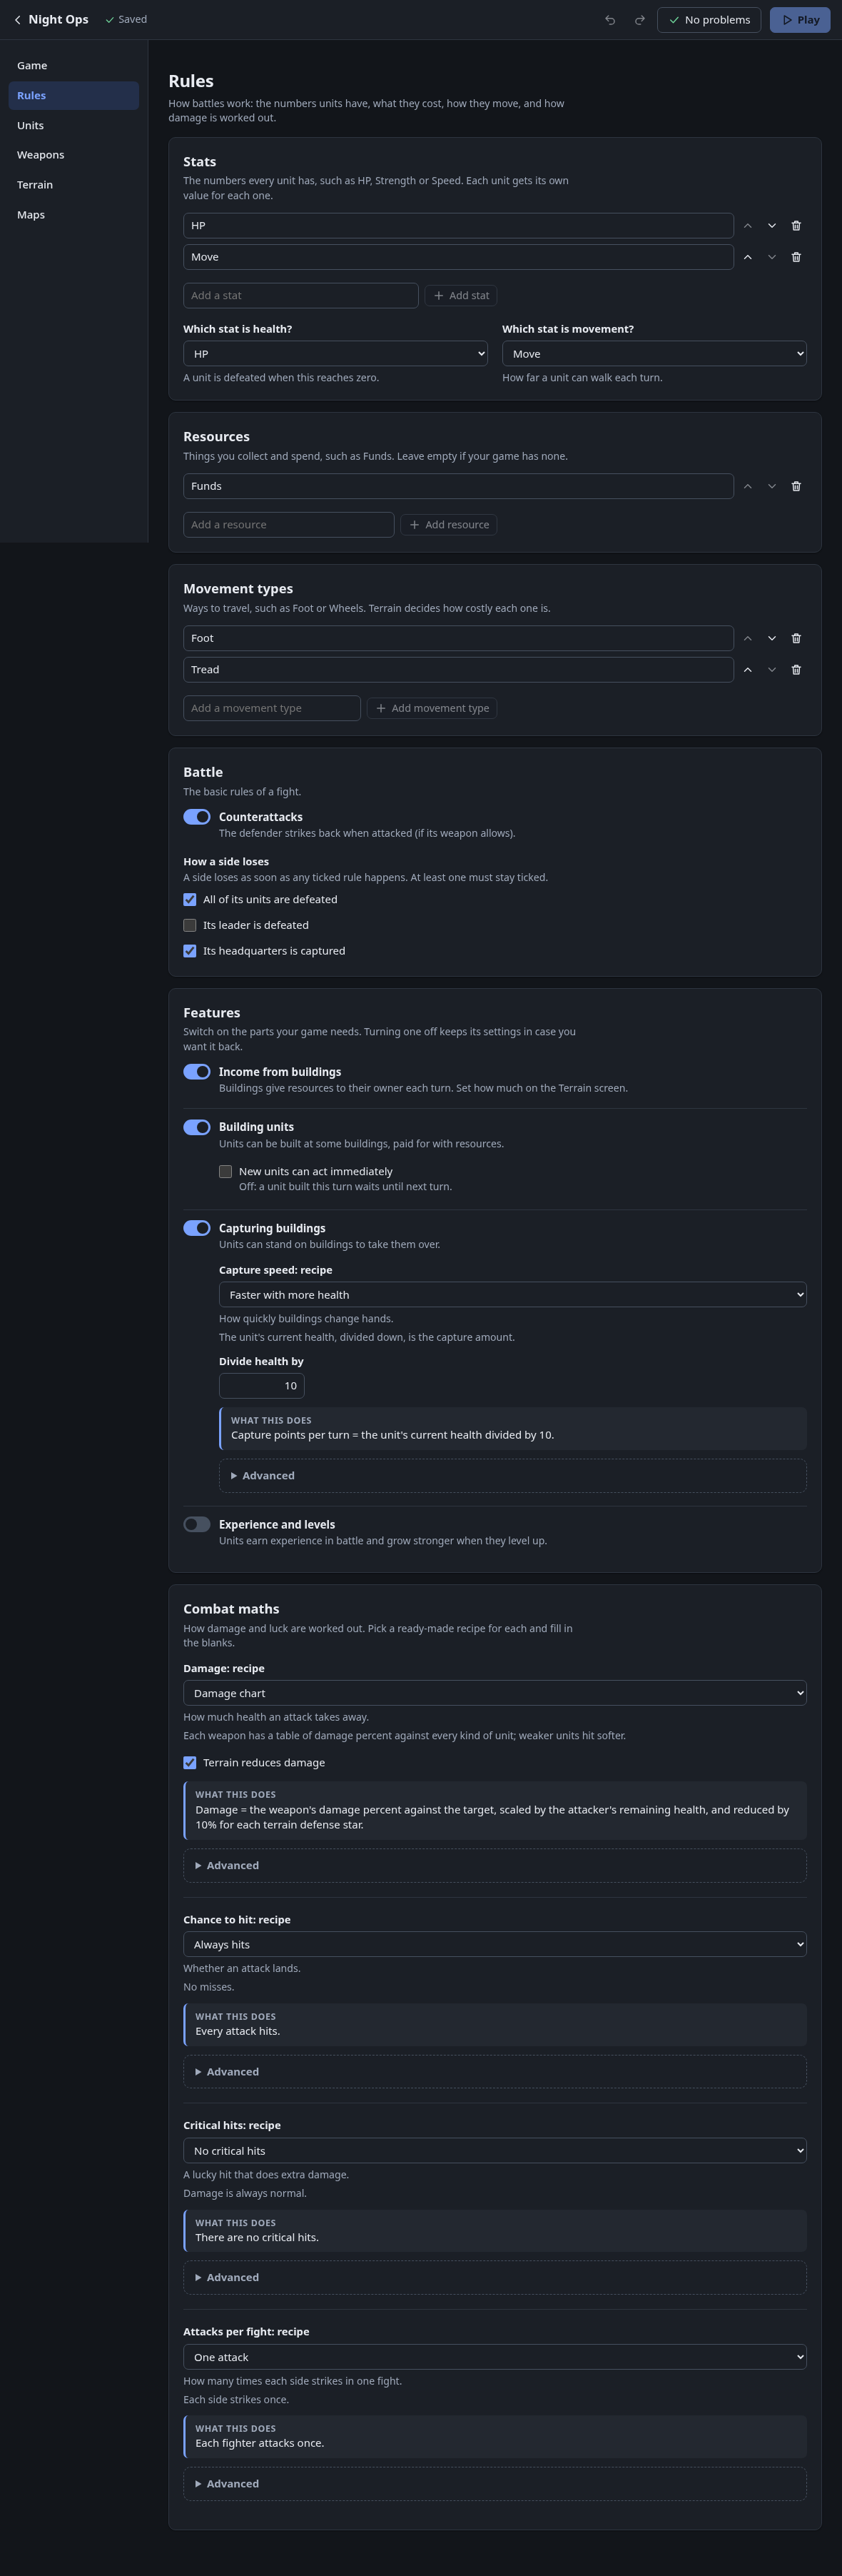 Night Ops
Saved
No problems
Play
Game
Rules
Units
Weapons
Terrain
Maps
Rules
How battles work: the numbers units have, what they cost, how they move, and how
damage is worked out.
Stats
The numbers every unit has, such as HP, Strength or Speed. Each unit gets its own
value for each one.
HP
Move
Add a stat
Add stat
Which stat is health?
HP
A unit is defeated when this reaches zero.
Which stat is movement?
Move
How far a unit can walk each turn.
Resources
Things you collect and spend, such as Funds. Leave empty if your game has none.
Funds
Add a resource
Add resource
Movement types
Ways to travel, such as Foot or Wheels. Terrain decides how costly each one is.
Foot
Tread
Add a movement type
Add movement type
Battle
The basic rules of a fight.
Counterattacks
The defender strikes back when attacked (if its weapon allows).
How a side loses
A side loses as soon as any ticked rule happens. At least one must stay ticked.
All of its units are defeated
Its leader is defeated
Its headquarters is captured
Features
Switch on the parts your game needs. Turning one off keeps its settings in case you
want it back.
Income from buildings
Buildings give resources to their owner each turn. Set how much on the Terrain screen.
Building units
Units can be built at some buildings, paid for with resources.
New units can act immediately
Off: a unit built this turn waits until next turn.
Capturing buildings
Units can stand on buildings to take them over.
Capture speed: recipe
Faster with more health
How quickly buildings change hands.
The unit's current health, divided down, is the capture amount.
Divide health by
10
WHAT THIS DOES
Capture points per turn = the unit's current health divided by 10.
Advanced
Experience and levels
Units earn experience in battle and grow stronger when they level up.
Combat maths
How damage and luck are worked out. Pick a ready-made recipe for each and fill in
the blanks.
Damage: recipe
Damage chart
How much health an attack takes away.
Each weapon has a table of damage percent against every kind of unit; weaker units hit softer.
Terrain reduces damage
WHAT THIS DOES
Damage = the weapon's damage percent against the target, scaled by the attacker's remaining health, and reduced by
10% for each terrain defense star.
Advanced
Chance to hit: recipe
Always hits
Whether an attack lands.
No misses.
WHAT THIS DOES
Every attack hits.
Advanced
Critical hits: recipe
No critical hits
A lucky hit that does extra damage.
Damage is always normal.
WHAT THIS DOES
There are no critical hits.
Advanced
Attacks per fight: recipe
One attack
How many times each side strikes in one fight.
Each side strikes once.
WHAT THIS DOES
Each fighter attacks once.
Advanced